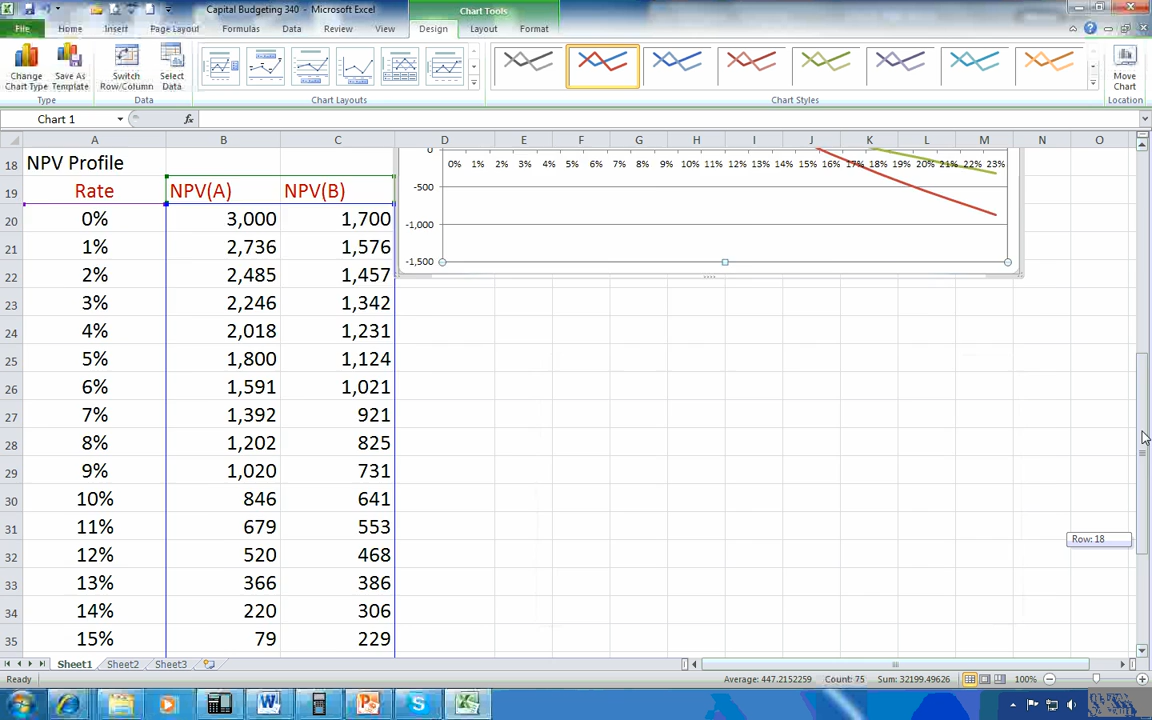 Capital Budgeting 340 - Microsoft Excel
Chart Tools
File Home Insert Page Layout Formulas Data Review View Design Layout Format
Change Chart Type
Save As Template
Switch Row/Column
Select Data
Move Chart
Type Data Chart Layouts Chart Styles Location
Chart 1 fx
A B C D E F G H I J K L M N O
18 NPV Profile
19 Rate NPV(A) NPV(B)
20 0% 3,000 1,700
21 1% 2,736 1,576
22 2% 2,485 1,457
23 3% 2,246 1,342
24 4% 2,018 1,231
25 5% 1,800 1,124
26 6% 1,591 1,021
27 7% 1,392 921
28 8% 1,202 825
29 9% 1,020 731
30 10% 846 641
31 11% 679 553
32 12% 520 468
33 13% 366 386
34 14% 220 306
35 15% 79 229
0
0% 1% 2% 3% 4% 5% 6% 7% 8% 9% 10% 11% 12% 13% 14% 15% 16% 17% 18% 19% 20% 21% 22% 23%
-500
-1,000
-1,500
Row: 18
Sheet1 Sheet2 Sheet3
Ready Average: 447.2152259 Count: 75 Sum: 32199.49626 100%